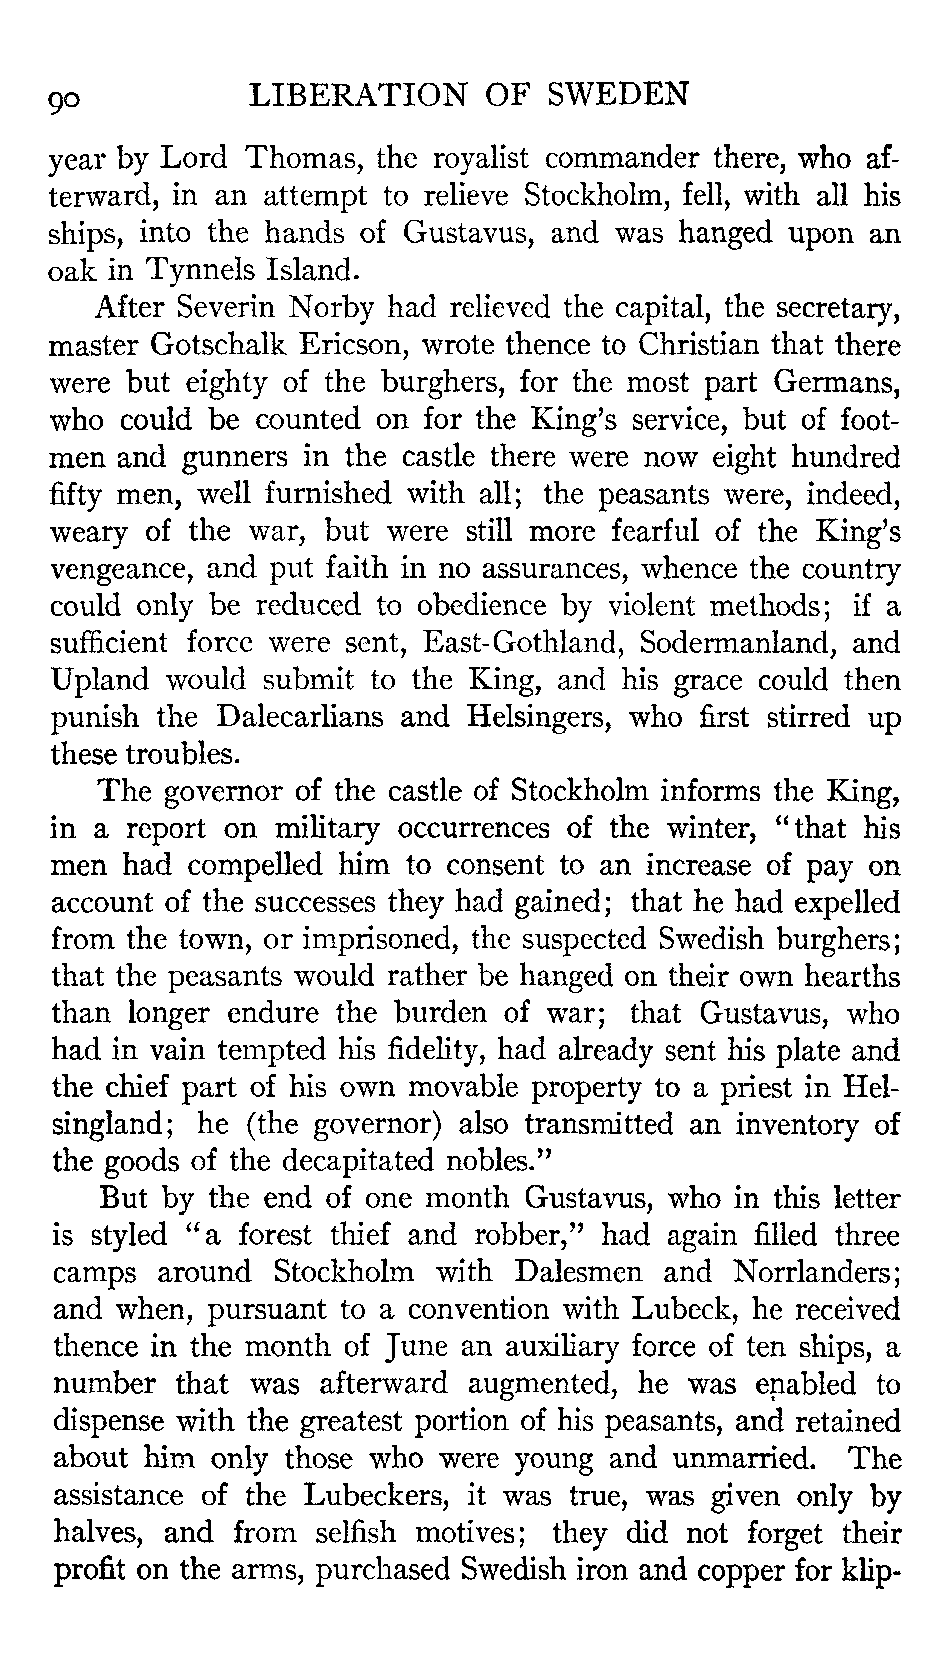 90 LIBERATION OF SWEDEN
year by Lord Thomas, the royalist commander there, who af-
terward, in an attempt to relieve Stockholm, fell, with all his
ships, into the hands of Gustavus, and was hanged upon an
oak in Tynnels Island.
After Severin Norby had relieved the capital, the secretary,
master Gotschalk Ericson, wrote thence to Christian that there
were but eighty of the burghers, for the most part Germans,
who could be counted on for the King's service, but of foot-
men and gunners in the castle there were now eight hundred
fifty men, well furnished with all; the peasants were, indeed,
weary of the war, but were still more fearful of the King's
vengeance, and put faith in no assurances, whence the country
could only be reduced to obedience by violent methods; if a
sufficient force were sent, East-Gothland, Sodermanland, and
Upland would submit to the King, and his grace could then
punish the Dalecarlians and Helsingers, who first stirred up
these troubles.
The governor of the castle of Stockholm informs the King,
in a report on military occurrences of the winter, "that his
men had compelled him to consent to an increase of pay on
account of the successes they had gained; that he had expelled
from the town, or imprisoned, the suspected Swedish burghers;
that the peasants would rather be hanged on their own hearths
than longer endure the burden of war; that Gustavus, who
had in vain tempted his fidelity, had already sent his plate and
the chief part of his own movable property to a priest in Hel-
singland; he (the governor) also transmitted an inventory of
the goods of the decapitated nobles."
But by the end of one month Gustavus, who in this letter
is styled "a forest thief and robber," had again filled three
camps around Stockholm with Dalesmen and Norrlanders;
and when, pursuant to a convention with Lubeck, he received
thence in the month of June an auxiliary force of ten ships, a
number that was afterward augmented, he was enabled to
dispense with the greatest portion of his peasants, and retained
about him only those who were young and unmarried. The
assistance of the Lubeckers, it was true, was given only by
halves, and from selfish motives; they did not forget their
profit on the arms, purchased Swedish iron and copper for klip-